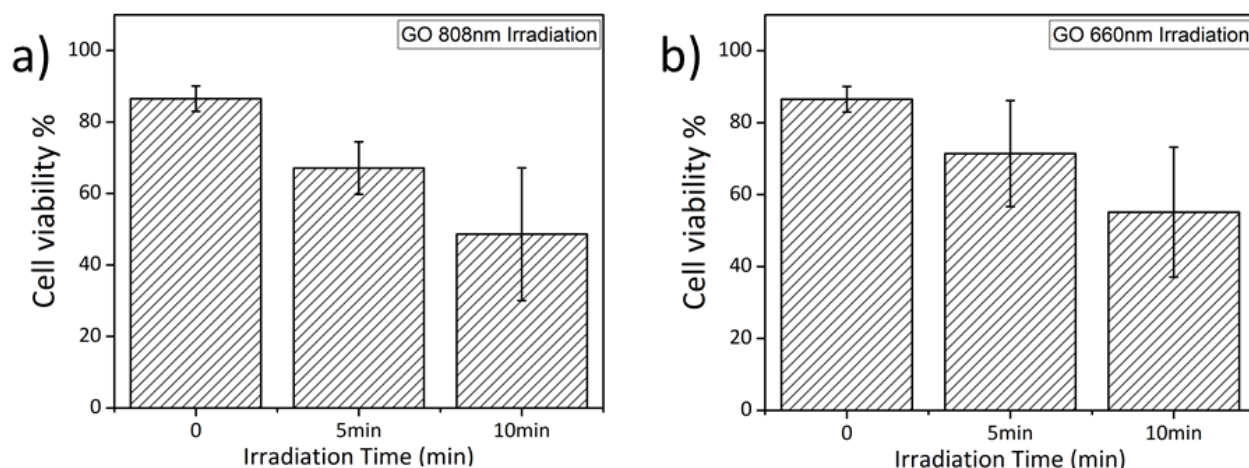 a)
GO 808nm Irradiation
Cell viability %
100
80
60
40
20
0
0 5min 10min
Irradiation Time (min)
b)
GO 660nm Irradiation
Cell viability %
100
80
60
40
20
0
0 5min 10min
Irradiation Time (min)